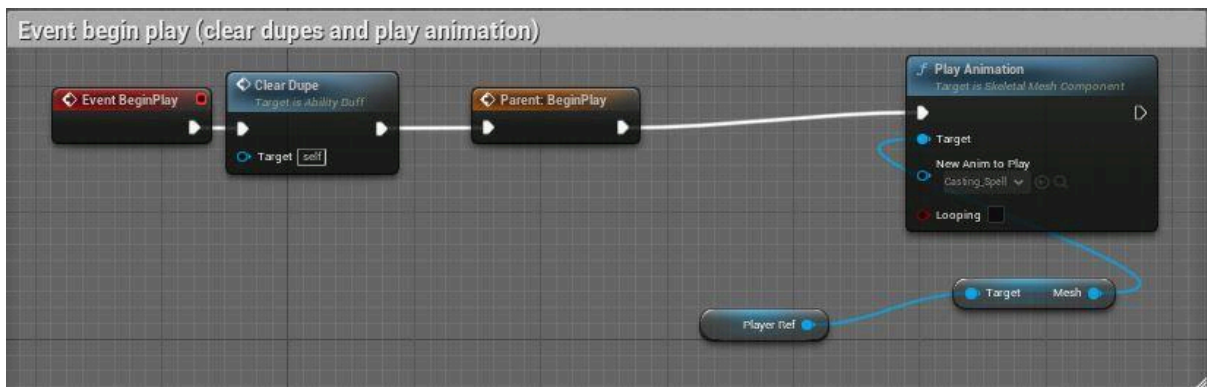 Event begin play (clear dupes and play animation)
Event BeginPlay
Clear Dupe
Target is Ability Buff
Target self
Parent: BeginPlay
Play Animation
Target is Skeletal Mesh Component
Target
New Anim to Play
Casting_Spell
Looping
Target Mesh
Player Ref